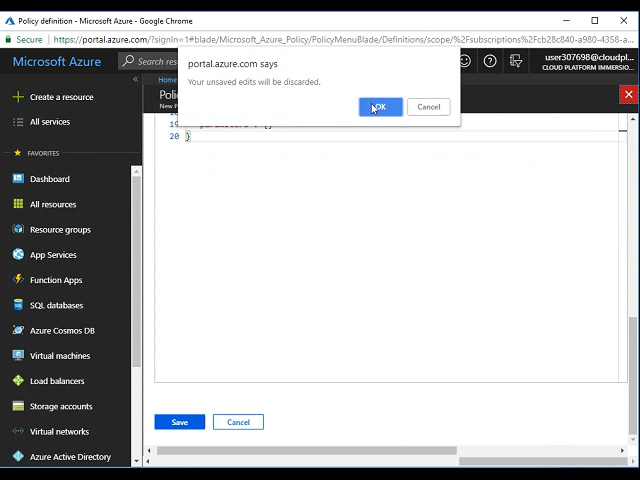 Policy definition - Microsoft Azure - Google Chrome
Secure https://portal.azure.com/?signIn=1#blade/Microsoft_Azure_Policy/PolicyMenuBlade/Definitions/scope/%2Fsubscriptions%2Fcb28c840-a980-4358-a...
portal.azure.com says
Your unsaved edits will be discarded.
OK
Cancel
Microsoft Azure
Search reso
user307698@cloudpl...
CLOUD PLATFORM IMMERSIO...
Home
Poli
New P
Create a resource
All services
FAVORITES
Dashboard
All resources
Resource groups
App Services
Function Apps
SQL databases
Azure Cosmos DB
Virtual machines
Load balancers
Storage accounts
Virtual networks
Azure Active Directory
20 }
Save
Cancel